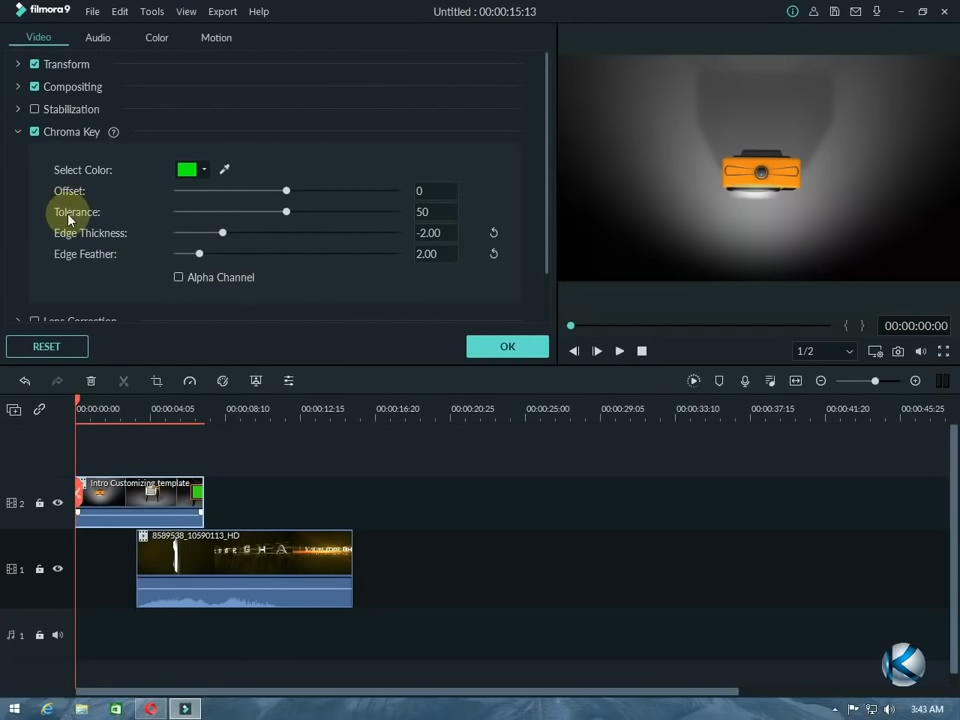 filmora9 File Edit Tools View Export Help Untitled : 00:00:15:13
Video Audio Color Motion
Transform
Compositing
Stabilization
Chroma Key ?
Select Color:
Offset: 0
Tolerance: 50
Edge Thickness: -2.00
Edge Feather: 2.00
Alpha Channel
Lens Correction
RESET OK
{ } 00:00:00:00
1/2
00:00:00:00 00:00:04:05 00:00:08:10 00:00:12:15 00:00:16:20 00:00:20:25 00:00:25:00 00:00:29:05 00:00:33:10 00:00:37:15 00:00:41:20 00:00:45:25
Intro Customizing template
2
8589538_10590113_HD
1
1
3:43 AM